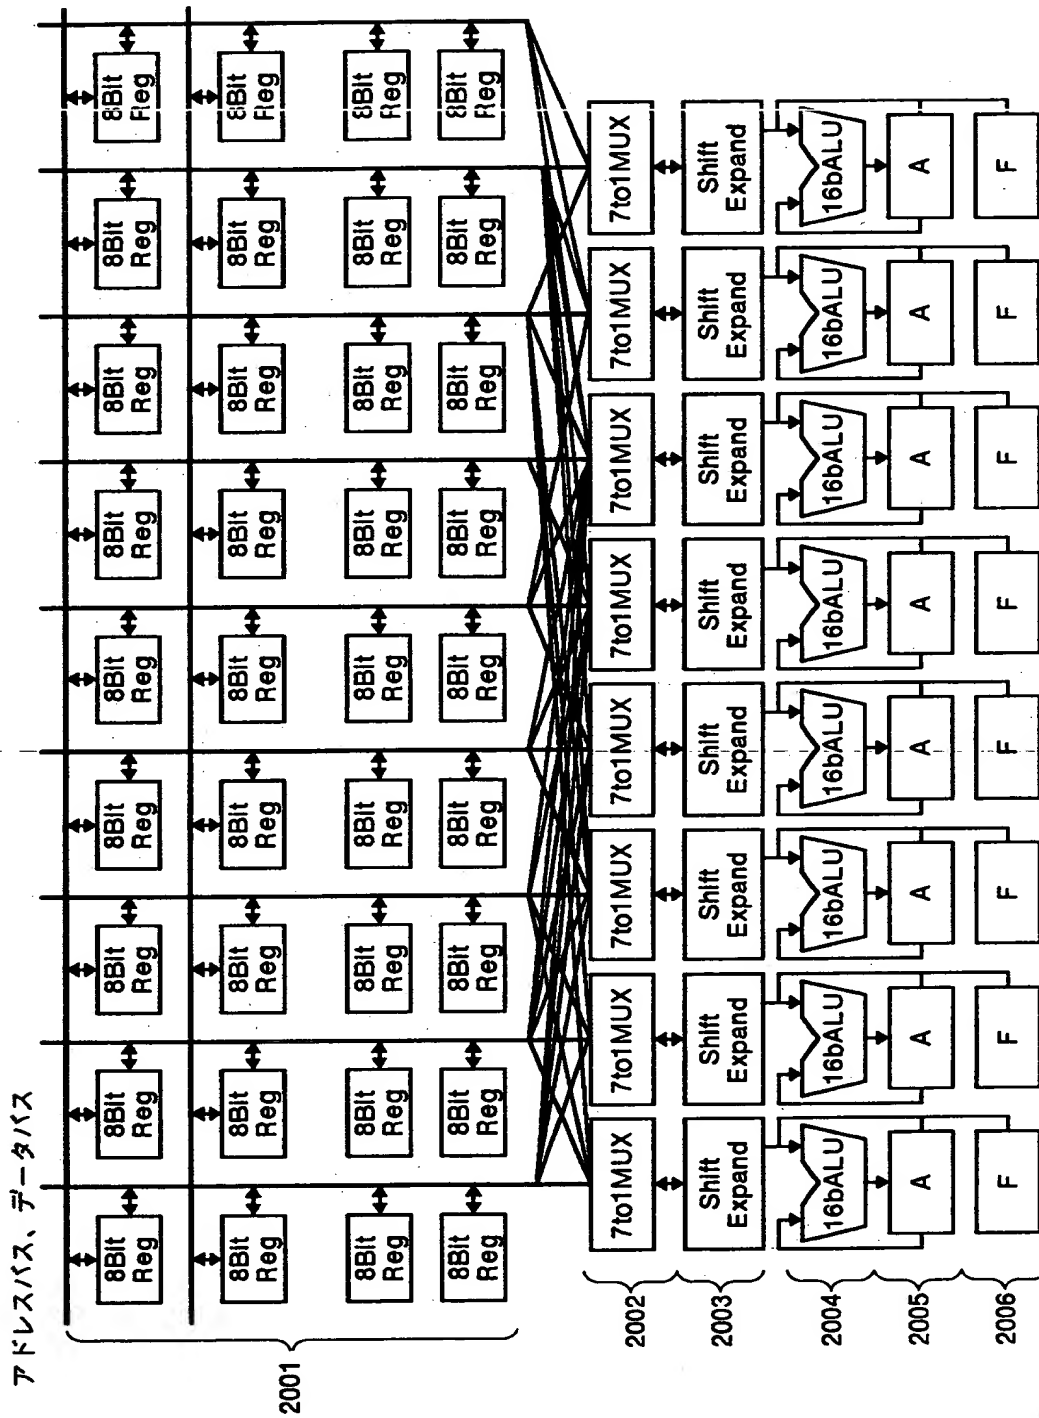 アドレスバス、データバス
8Bit 8Bit 8Bit 8Bit 8Bit 8Bit 8Bit 8Bit 8Bit
Reg Reg Reg Reg Reg Reg Reg Reg Reg
8Bit 8Bit 8Bit 8Bit 8Bit 8Bit 8Bit 8Bit 8Bit
Reg Reg Reg Reg Reg Reg Reg Reg Reg
2001
8Bit 8Bit 8Bit 8Bit 8Bit 8Bit 8Bit 8Bit 8Bit
Reg Reg Reg Reg Reg Reg Reg Reg Reg
8Bit 8Bit 8Bit 8Bit 8Bit 8Bit 8Bit 8Bit 8Bit
Reg Reg Reg Reg Reg Reg Reg Reg Reg
2002 7to1MUX 7to1MUX 7to1MUX 7to1MUX 7to1MUX 7to1MUX 7to1MUX 7to1MUX
2003 Shift Shift Shift Shift Shift Shift Shift Shift
Expand Expand Expand Expand Expand Expand Expand Expand
2004 16bALU 16bALU 16bALU 16bALU 16bALU 16bALU 16bALU 16bALU
2005 A A A A A A A A
2006 F F F F F F F F